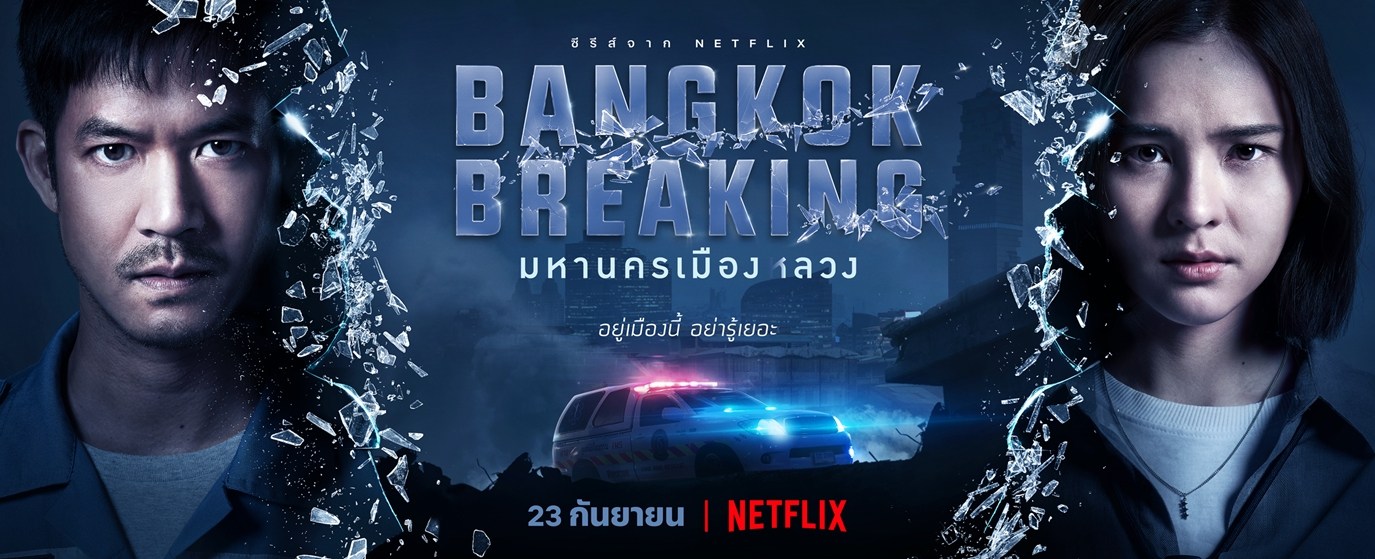 ซีรีส์จาก NETFLIX
BANGKOK
BREAKING
มหานครเมืองหลวง
อยู่เมืองนี้ อย่ารู้เยอะ
23 กันยายน | NETFLIX